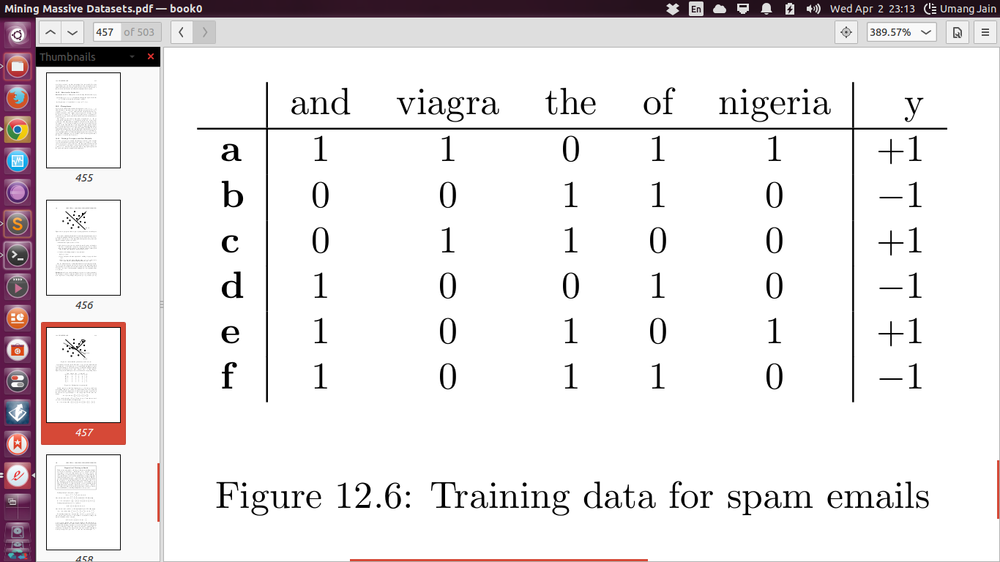 Mining Massive Datasets.pdf — book0 En Wed Apr 2 23:13 Umang Jain
457 of 503 389.57%
Thumbnails
455
456
457
458
and viagra the of nigeria y
a 1 1 0 1 1 +1
b 0 0 1 1 0 −1
c 0 1 1 0 0 +1
d 1 0 0 1 0 −1
e 1 0 1 0 1 +1
f 1 0 1 1 0 −1
Figure 12.6: Training data for spam emails